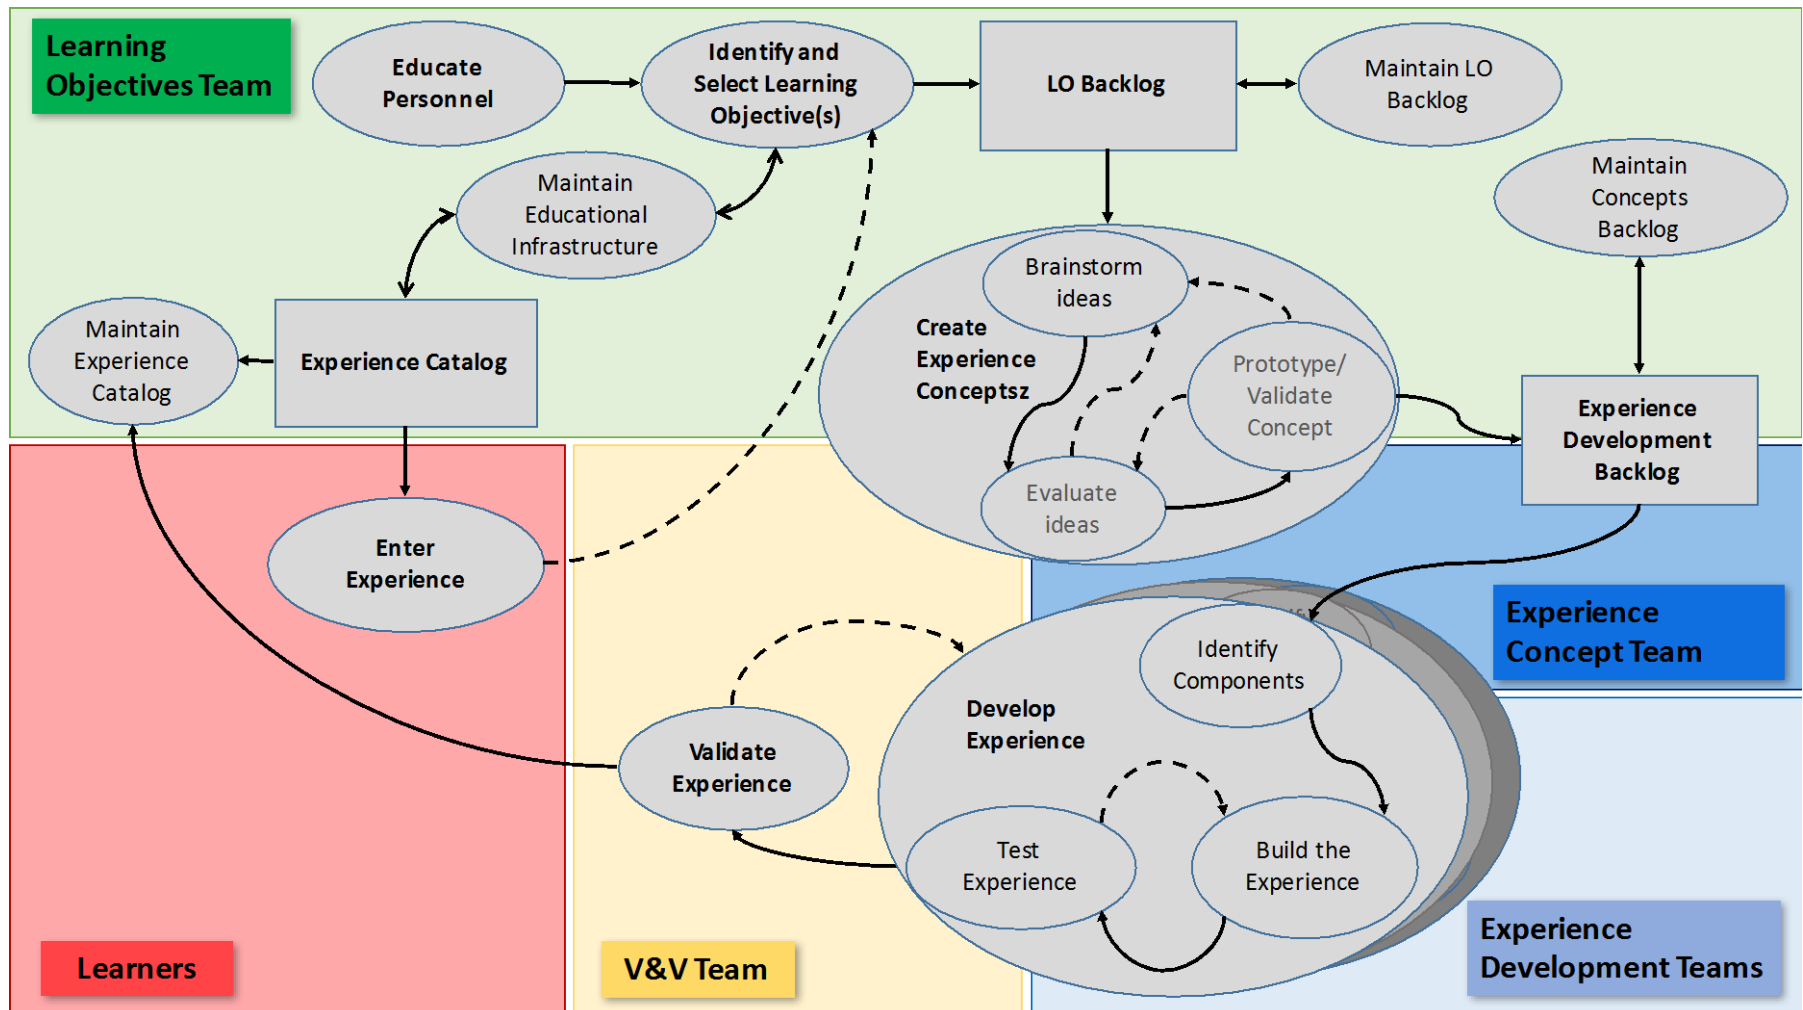 Learning
Objectives Team
Educate
Personnel
Identify and
Select Learning
Objective(s)
LO Backlog
Maintain LO
Backlog
Maintain
Concepts
Backlog
Maintain
Educational
Infrastructure
Maintain
Experience
Catalog
Experience Catalog
Brainstorm
ideas
Create
Experience
Conceptsz
Prototype/
Validate
Concept
Evaluate
ideas
Experience
Development
Backlog
Enter
Experience
Experience
Concept Team
Identify
Components
Develop
Experience
Validate
Experience
Test
Experience
Build the
Experience
Learners
V&V Team
Experience
Development Teams